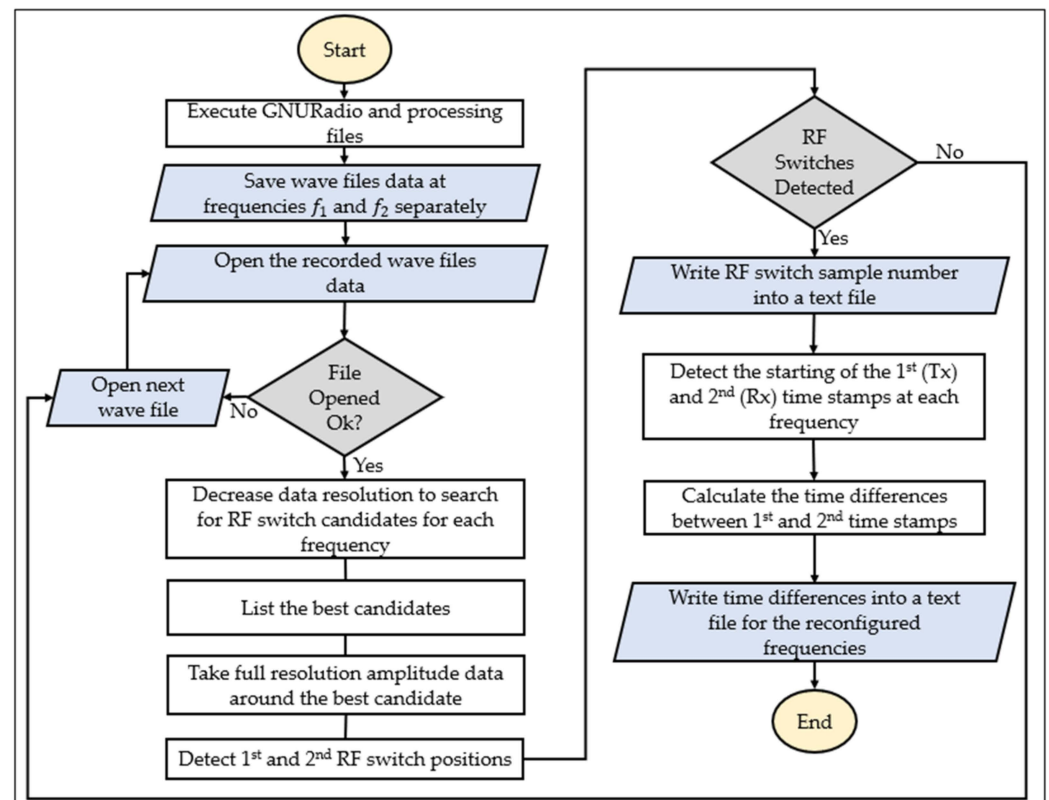 Start
Execute GNURadio and processing
files
Save wave files data at
frequencies f₁ and f₂ separately
Open the recorded wave files
data
File
Opened
Ok?
No
Open next
wave file
Yes
Decrease data resolution to search
for RF switch candidates for each
frequency
List the best candidates
Take full resolution amplitude data
around the best candidate
Detect 1st and 2nd RF switch positions
RF
Switches
Detected
No
Yes
Write RF switch sample number
into a text file
Detect the starting of the 1st (Tx)
and 2nd (Rx) time stamps at each
frequency
Calculate the time differences
between 1st and 2nd time stamps
Write time differences into a text
file for the reconfigured
frequencies
End